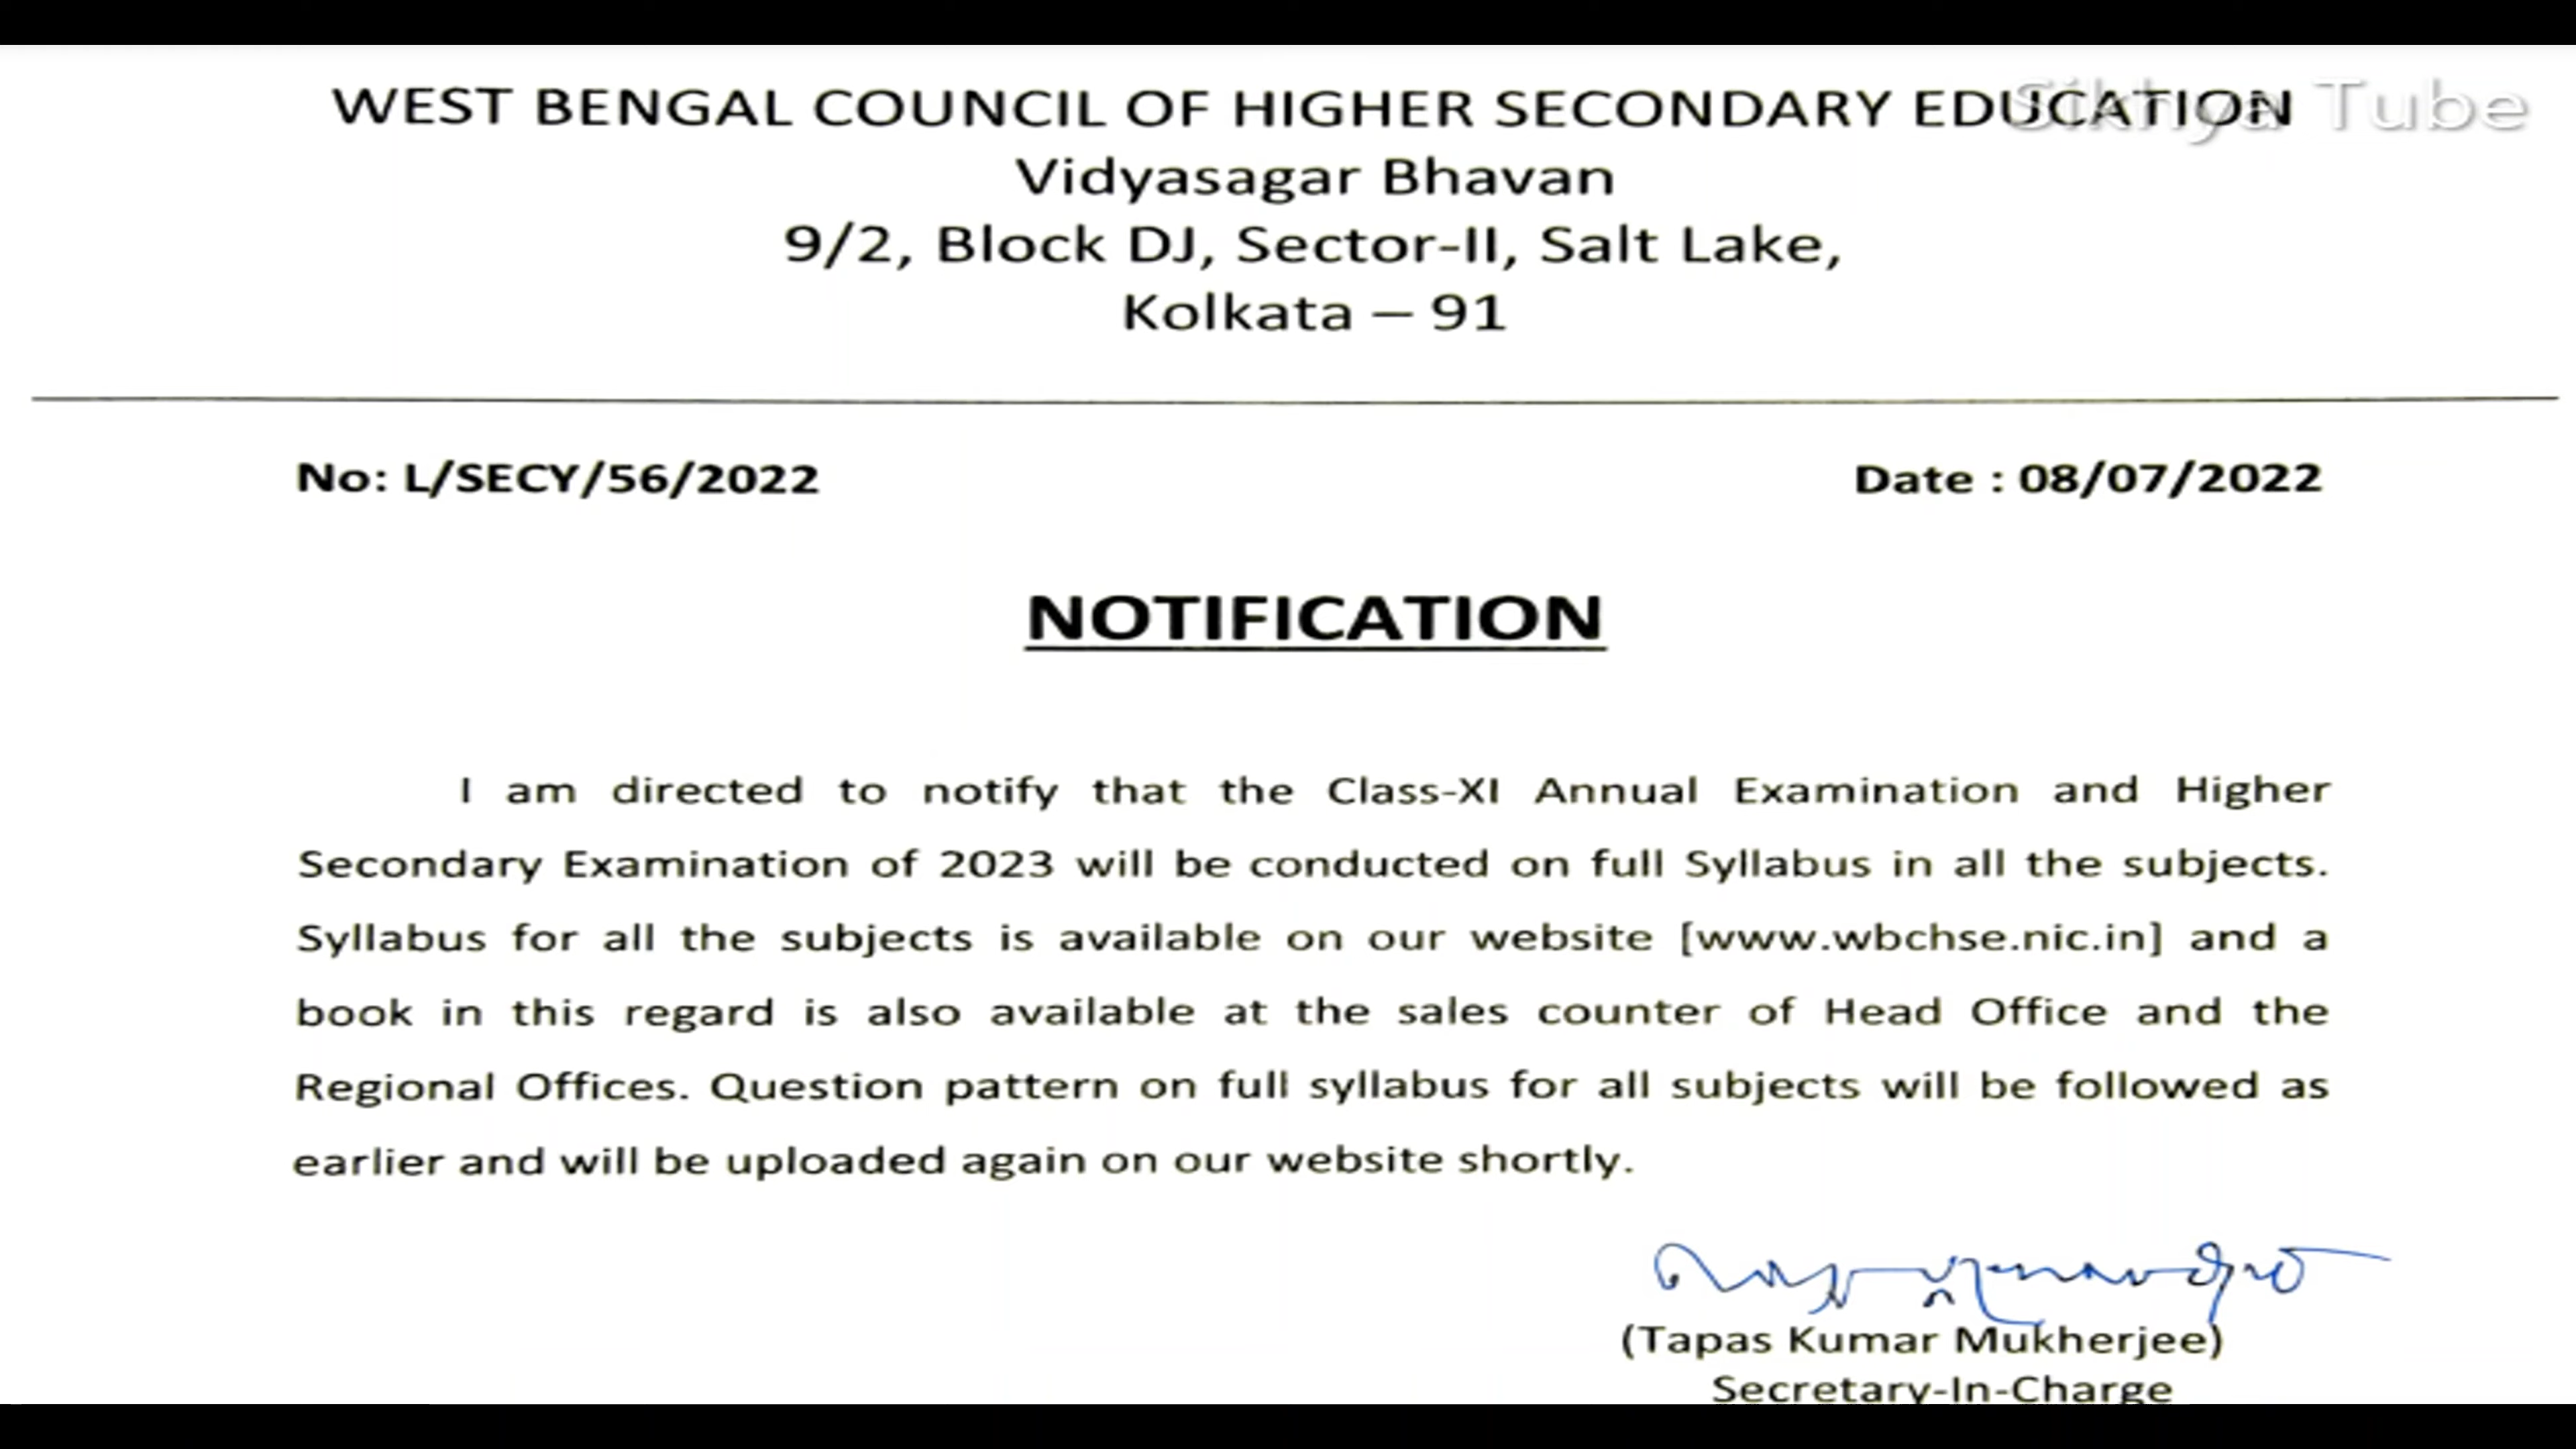 WEST BENGAL COUNCIL OF HIGHER SECONDARY EDUCATION
Sikhya Tube
Vidyasagar Bhavan
9/2, Block DJ, Sector-II, Salt Lake,
Kolkata – 91
No: L/SECY/56/2022 Date : 08/07/2022
NOTIFICATION
I am directed to notify that the Class-XI Annual Examination and Higher
Secondary Examination of 2023 will be conducted on full Syllabus in all the subjects.
Syllabus for all the subjects is available on our website [www.wbchse.nic.in] and a
book in this regard is also available at the sales counter of Head Office and the
Regional Offices. Question pattern on full syllabus for all subjects will be followed as
earlier and will be uploaded again on our website shortly.
(Tapas Kumar Mukherjee)
Secretary-In-Charge